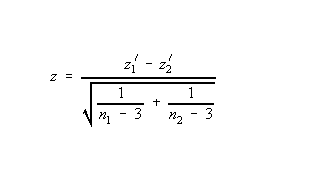 z = (z₁′ − z₂′) / √(1/(n₁ − 3) + 1/(n₂ − 3))